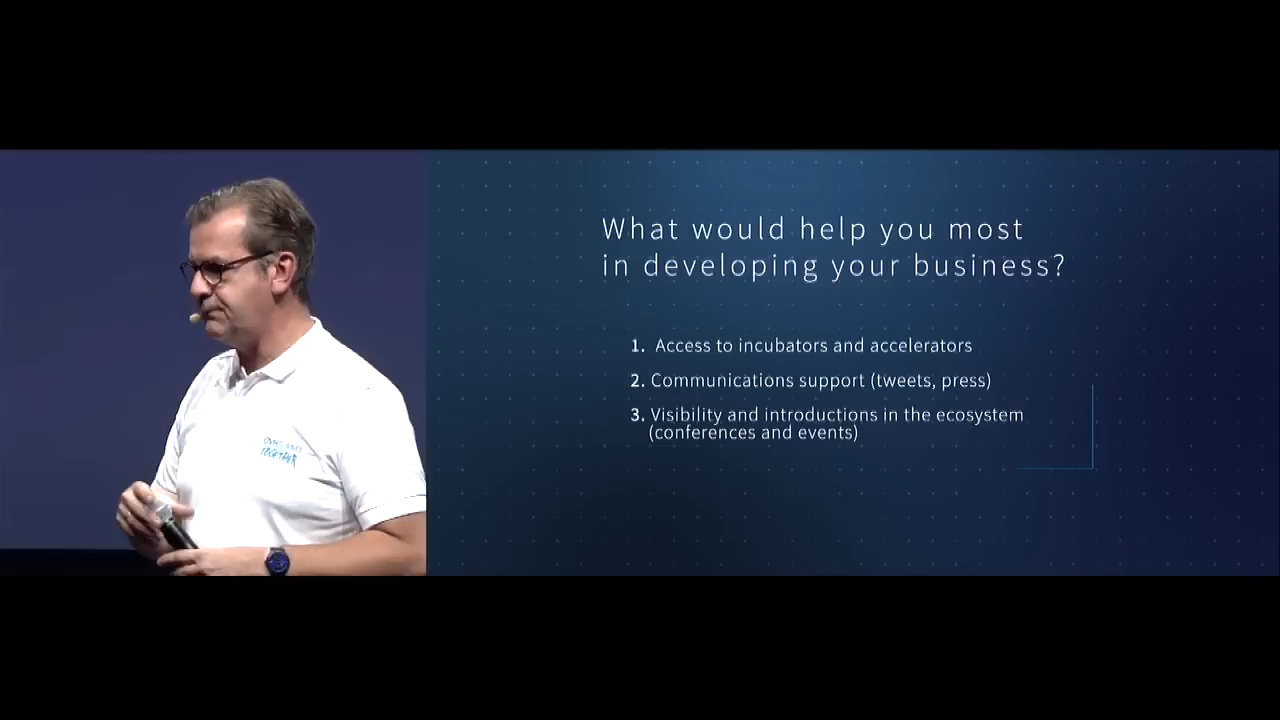 What would help you most
in developing your business?
1. Access to incubators and accelerators
2. Communications support (tweets, press)
3. Visibility and introductions in the ecosystem
(conferences and events)
TOGETHER